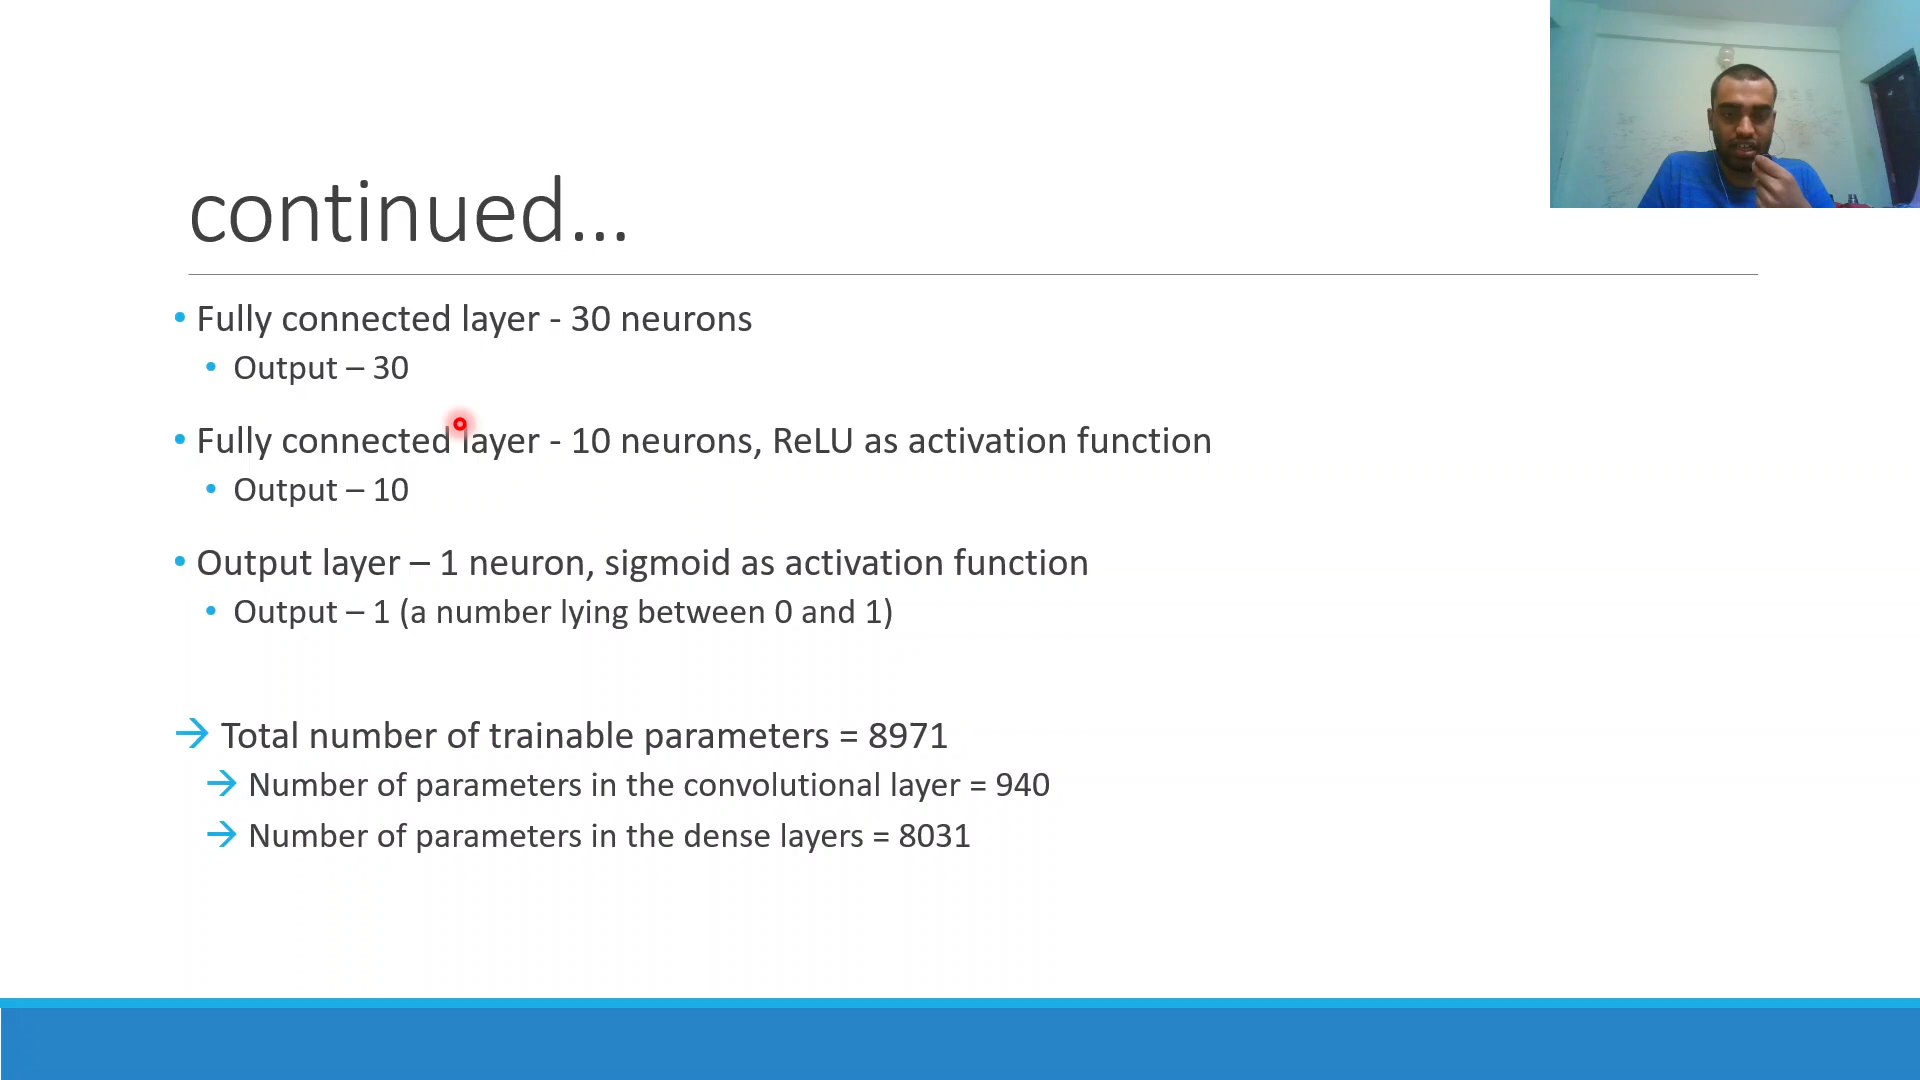 continued...
• Fully connected layer - 30 neurons
• Output – 30
• Fully connected layer - 10 neurons, ReLU as activation function
• Output – 10
• Output layer – 1 neuron, sigmoid as activation function
• Output – 1 (a number lying between 0 and 1)
→ Total number of trainable parameters = 8971
→ Number of parameters in the convolutional layer = 940
→ Number of parameters in the dense layers = 8031